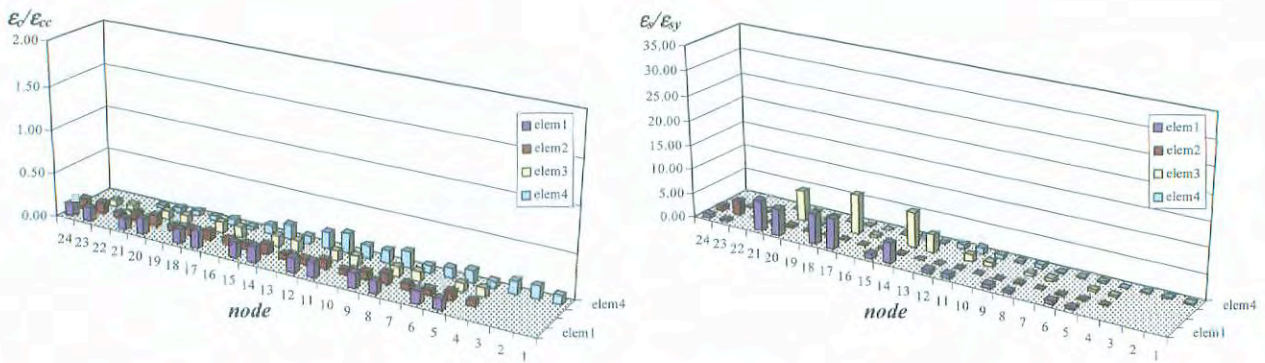 εc/εcc
2.00
1.50
1.00
0.50
0.00
elem1
elem2
elem3
elem4
24 23 22 21 20 19 18 17 16 15 14 13 12 11 10 9 8 7 6 5 4 3 2 1
node
elem4
elem1
εs/εsy
35,00
30.00
25.00
20.00
15.00
10.00
5.00
0.00
elem1
elem2
elem3
elem4
24 23 22 21 20 19 18 17 16 15 14 13 12 11 10 9 8 7 6 5 4 3 2 1
node
elem4
elem1